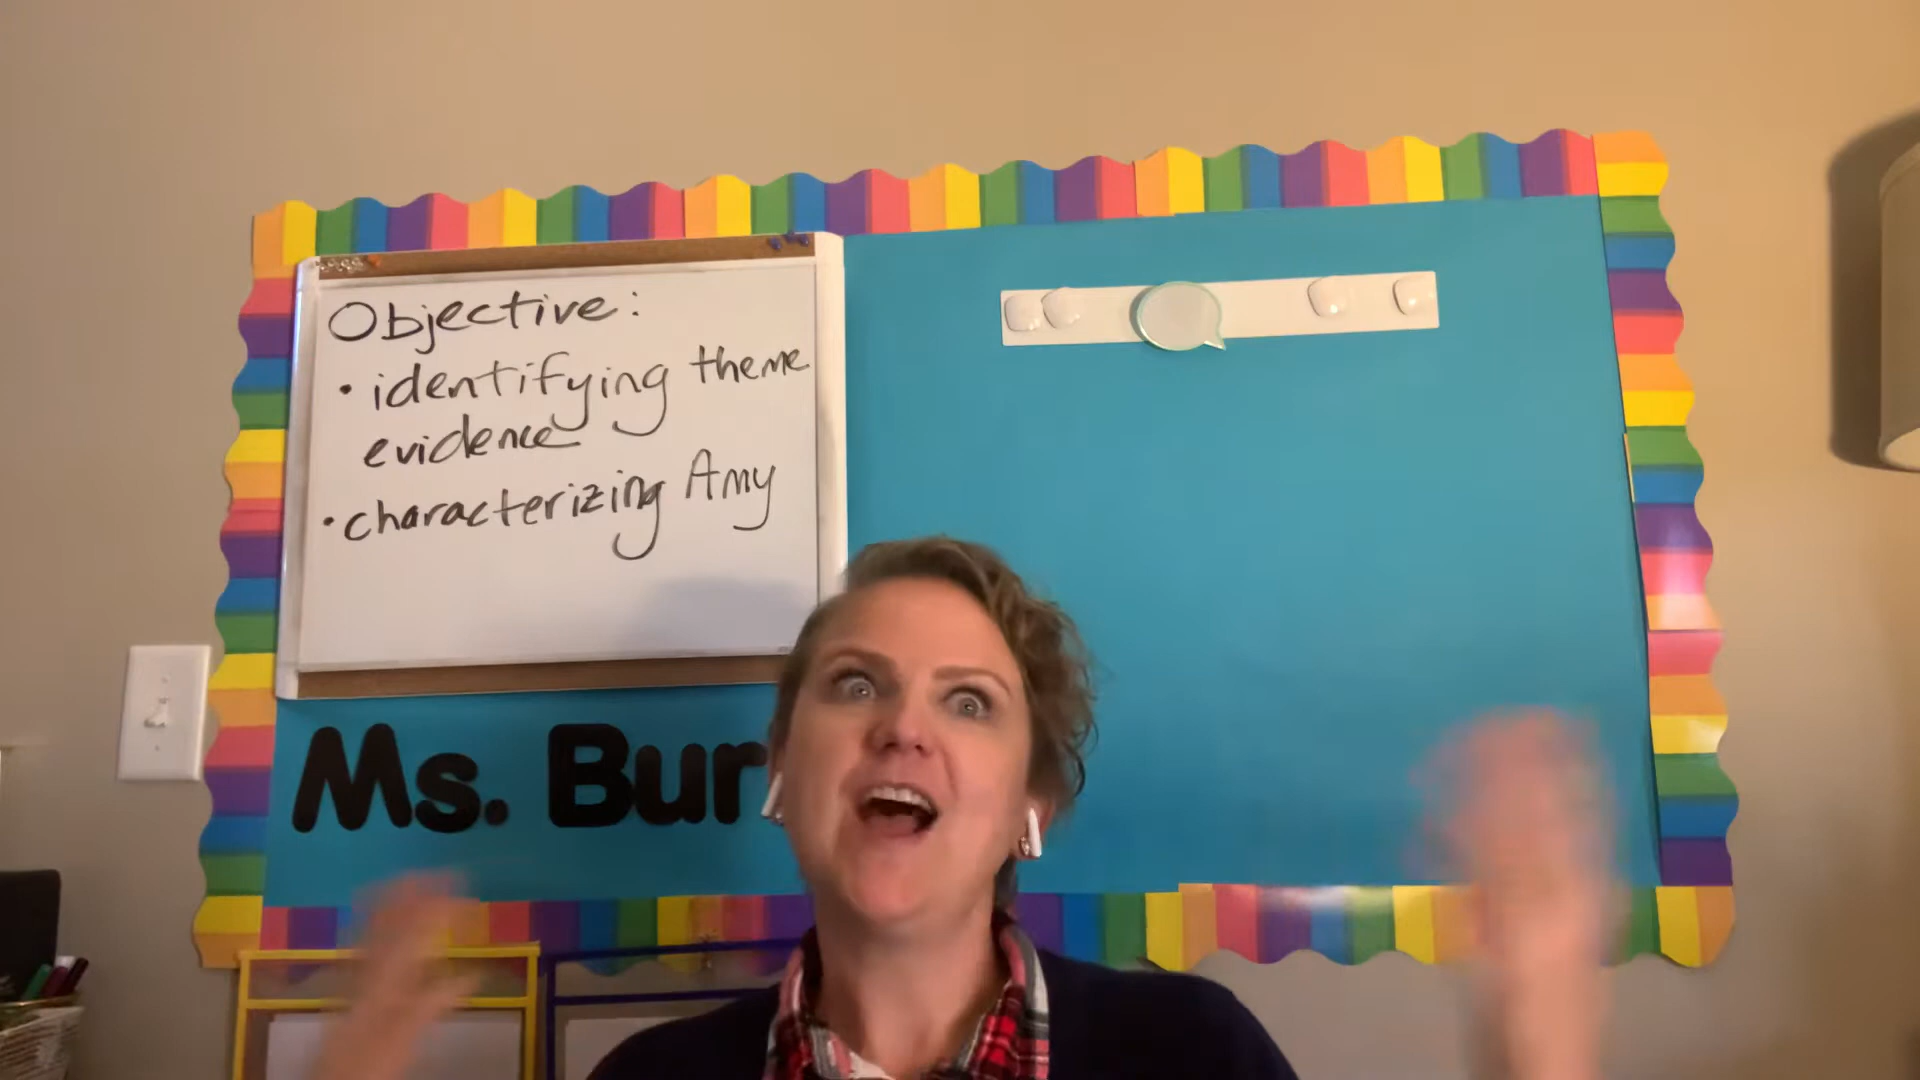 Objective:
• identifying theme
evidence
• characterizing Amy
Ms. Bur